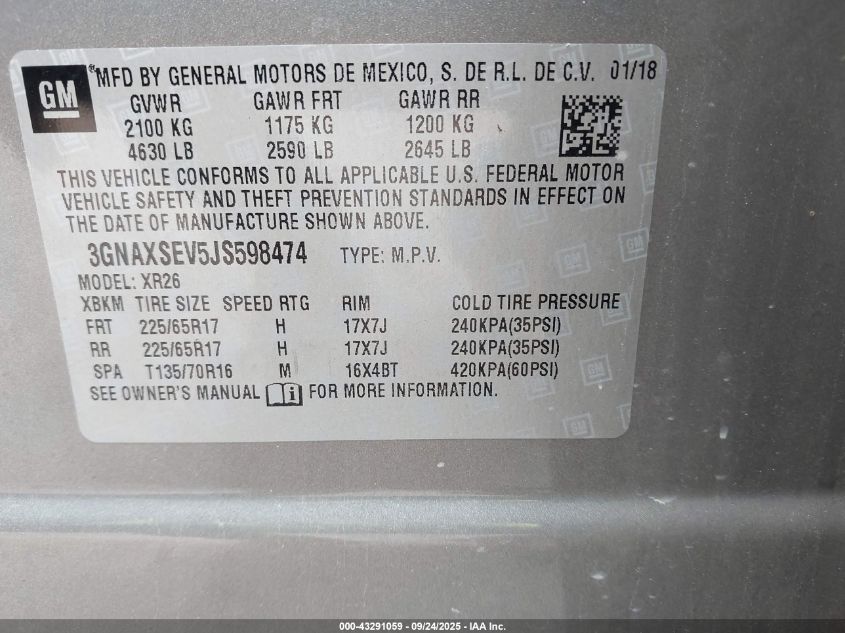 GM ® MFD BY GENERAL MOTORS DE MEXICO, S. DE R.L. DE C.V. 01/18
GVWR GAWR FRT GAWR RR
2100 KG 1175 KG 1200 KG
4630 LB 2590 LB 2645 LB
THIS VEHICLE CONFORMS TO ALL APPLICABLE U.S. FEDERAL MOTOR
VEHICLE SAFETY AND THEFT PREVENTION STANDARDS IN EFFECT ON
THE DATE OF MANUFACTURE SHOWN ABOVE.
3GNAXSEV5JS598474 TYPE: M.P.V.
MODEL: XR26
XBKM TIRE SIZE SPEED RTG RIM COLD TIRE PRESSURE
FRT 225/65R17 H 17X7J 240KPA(35PSI)
RR 225/65R17 H 17X7J 240KPA(35PSI)
SPA T135/70R16 M 16X4BT 420KPA(60PSI)
SEE OWNER'S MANUAL i FOR MORE INFORMATION.
000-43291059 - 09/24/2025 - IAA Inc.